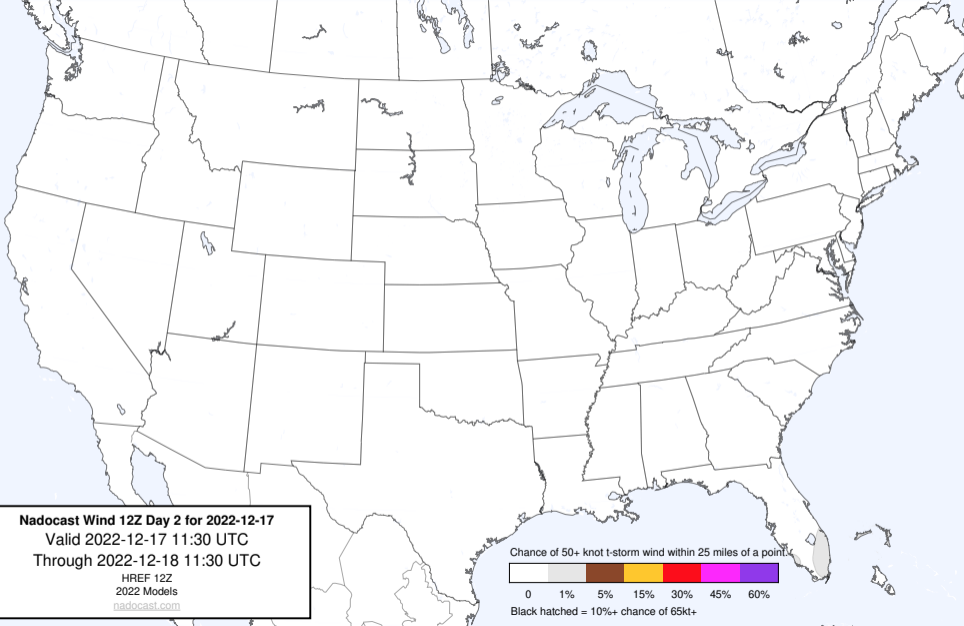 Nadocast Wind 12Z Day 2 for 2022-12-17
Valid 2022-12-17 11:30 UTC
Through 2022-12-18 11:30 UTC
HREF 12Z
2022 Models
nadocast.com
Chance of 50+ knot t-storm wind within 25 miles of a point.
0 1% 5% 15% 30% 45% 60%
Black hatched = 10%+ chance of 65kt+